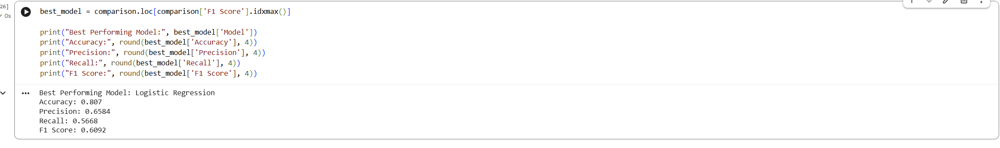 26]
0s
best_model = comparison.loc[comparison['F1 Score'].idxmax()]
print("Best Performing Model:", best_model['Model'])
print("Accuracy:", round(best_model['Accuracy'], 4))
print("Precision:", round(best_model['Precision'], 4))
print("Recall:", round(best_model['Recall'], 4))
print("F1 Score:", round(best_model['F1 Score'], 4))
Best Performing Model: Logistic Regression
Accuracy: 0.807
Precision: 0.6584
Recall: 0.5668
F1 Score: 0.6092